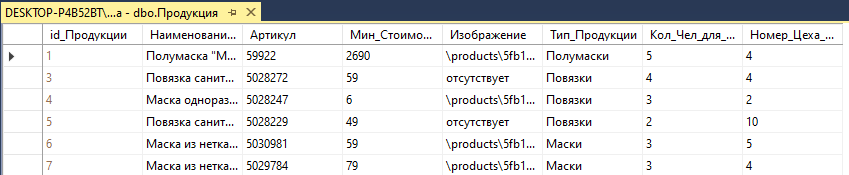 DESKTOP-P4B52BT\...a - dbo.Продукция
id_Продукции Наименовани... Артикул Мин_Стоимо... Изображение Тип_Продукции Кол_Чел_для_... Номер_Цеха_...
1 Полумаска "М... 59922 2690 \products\5fb1... Полумаски 5 4
3 Повязка санит... 5028272 59 отсутствует Повязки 4 4
4 Маска однораз... 5028247 6 \products\5fb1... Повязки 3 2
5 Повязка санит... 5028229 49 отсутствует Повязки 2 10
6 Маска из нетка... 5030981 59 \products\5fb1... Маски 3 5
7 Маска из нетка... 5029784 79 \products\5fb1... Маски 3 4